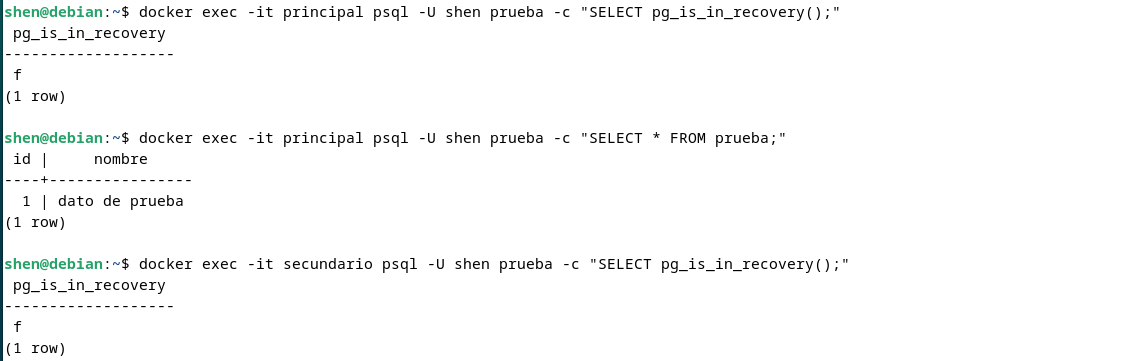 shen@debian:~$ docker exec -it principal psql -U shen prueba -c "SELECT pg_is_in_recovery();"
 pg_is_in_recovery
-------------------
 f
(1 row)

shen@debian:~$ docker exec -it principal psql -U shen prueba -c "SELECT * FROM prueba;"
 id |     nombre
----+----------------
  1 | dato de prueba
(1 row)

shen@debian:~$ docker exec -it secundario psql -U shen prueba -c "SELECT pg_is_in_recovery();"
 pg_is_in_recovery
-------------------
 f
(1 row)